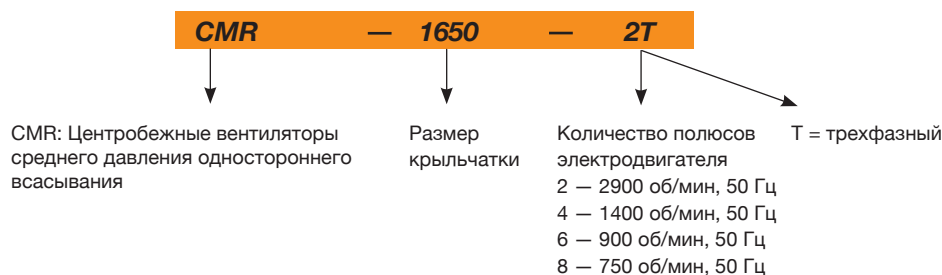 CMR — 1650 — 2T
CMR: Центробежные вентиляторы
среднего давления одностороннего
всасывания
Размер
крыльчатки
Количество полюсов
электродвигателя
2 — 2900 об/мин, 50 Гц
4 — 1400 об/мин, 50 Гц
6 — 900 об/мин, 50 Гц
8 — 750 об/мин, 50 Гц
T = трехфазный